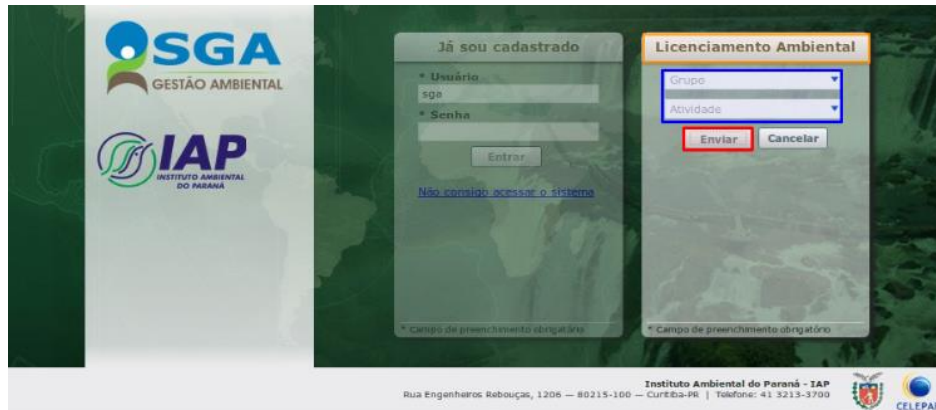 SGA
GESTÃO AMBIENTAL
IAP
INSTITUTO AMBIENTAL
DO PARANÁ
Já sou cadastrado
* Usuário
sga
* Senha
Entrar
Não consigo acessar o sistema
* Campo de preenchimento obrigatório
Licenciamento Ambiental
Grupo
Atividade
Enviar Cancelar
* Campo de preenchimento obrigatório
Instituto Ambiental do Paraná - IAP
Rua Engenheiros Rebouças, 1206 — 80215-100 — Curitiba-PR | Telefone: 41 3213-3700
CELEPAR